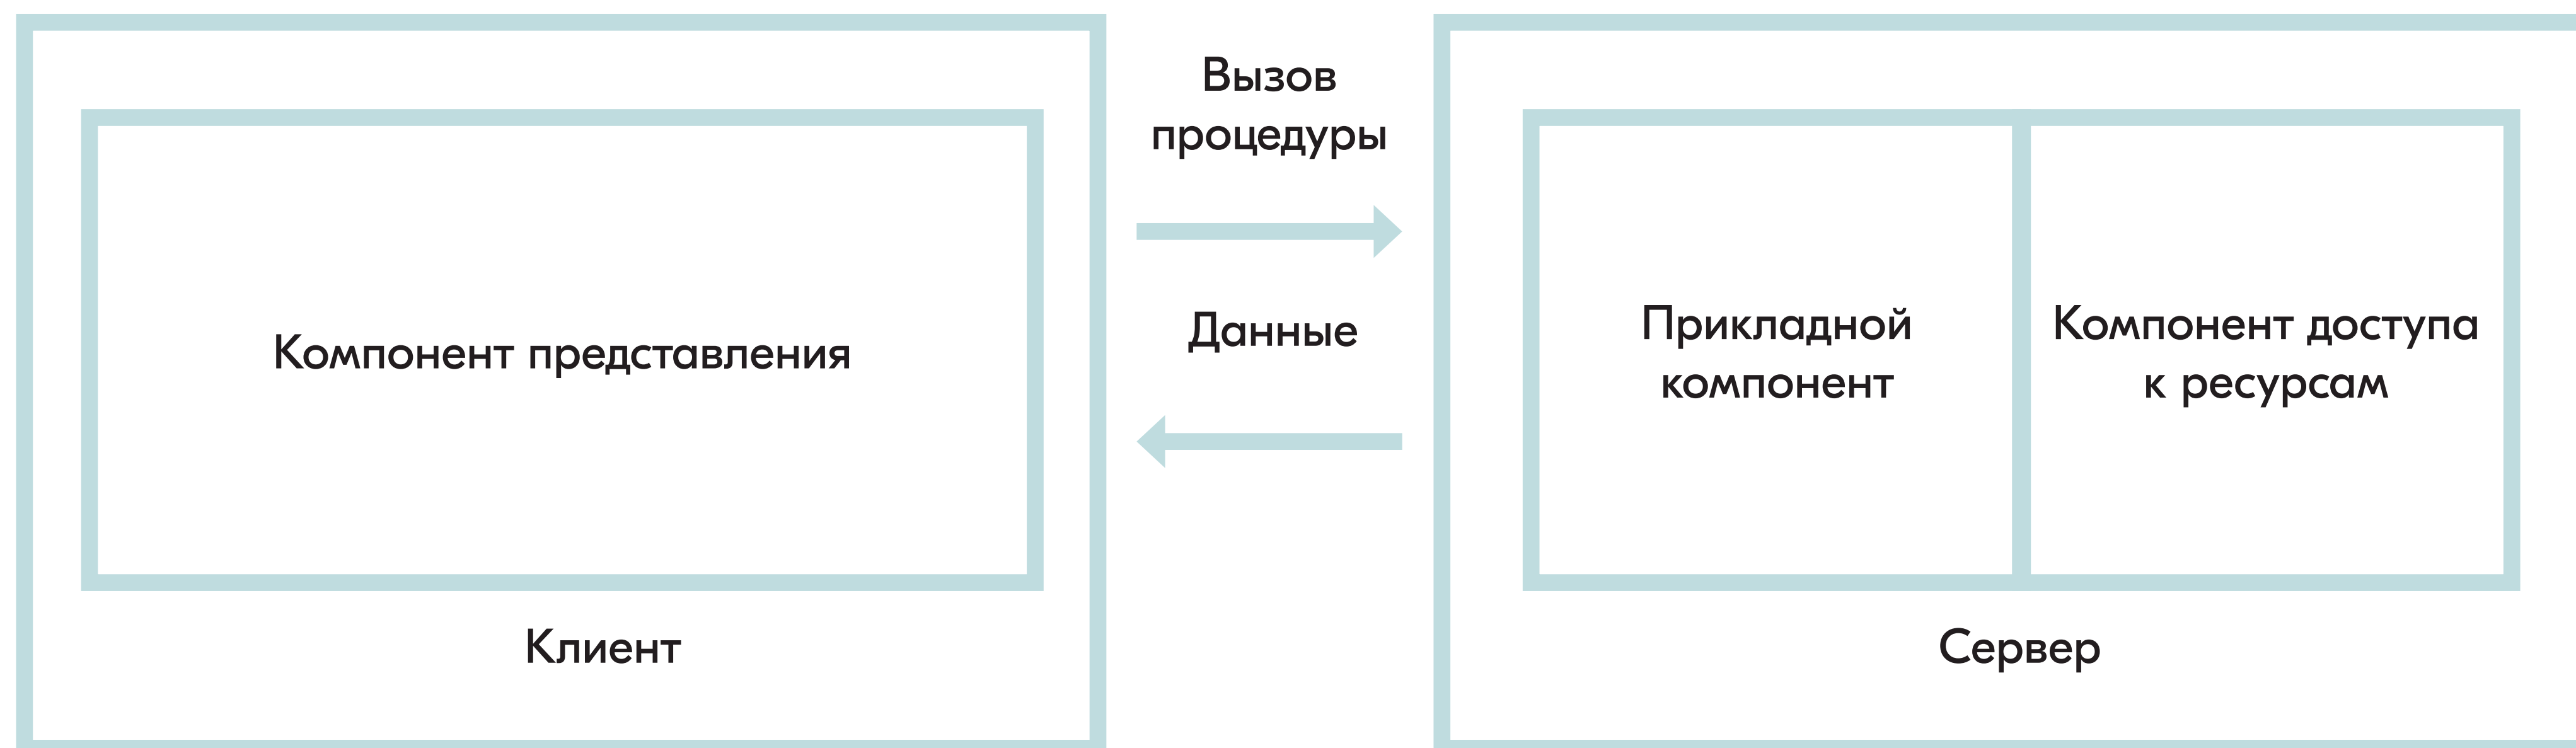 Вызов
процедуры
Компонент представления
Данные
Прикладной
компонент
Компонент доступа
к ресурсам
Клиент
Сервер